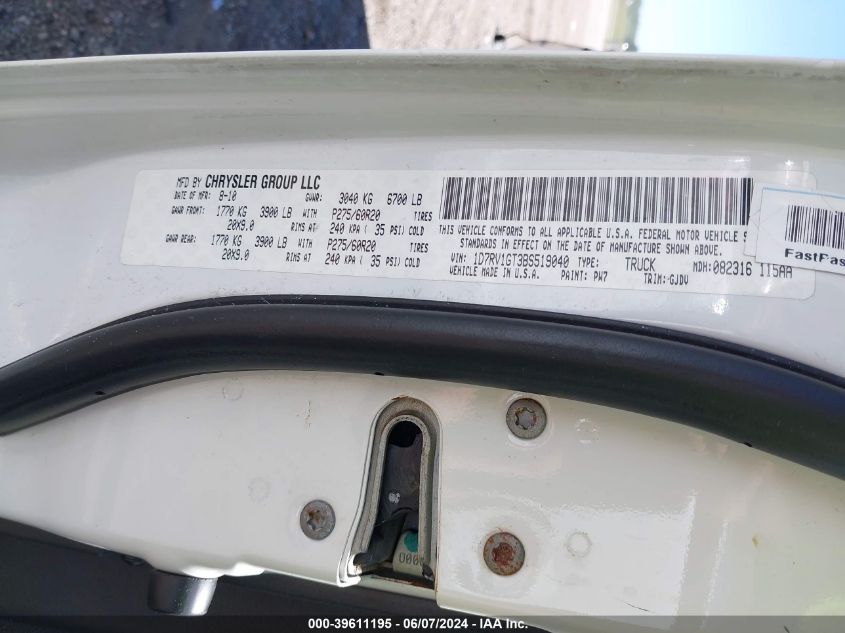 MFD BY CHRYSLER GROUP LLC
DATE OF MFR: 8-10 GVWR: 3040 KG 6700 LB
GAWR FRONT: 1770 KG 3900 LB WITH P275/60R20 TIRES
20X9.0 RIMS AT 240 KPA ( 35 PSI) COLD
GAWR REAR: 1770 KG 3900 LB WITH P275/60R20 TIRES
20X9.0 RIMS AT 240 KPA ( 35 PSI) COLD
THIS VEHICLE CONFORMS TO ALL APPLICABLE U.S.A. FEDERAL MOTOR VEHICLE S
STANDARDS IN EFFECT ON THE DATE OF MANUFACTURE SHOWN ABOVE.
VIN: 1D7RV1GT3BS519040 TYPE: TRUCK MDH: 082316 115AA
VEHICLE MADE IN U.S.A. PAINT: PW7 TRIM: GJDV
FastPas
000-39611195 - 06/07/2024 - IAA Inc.